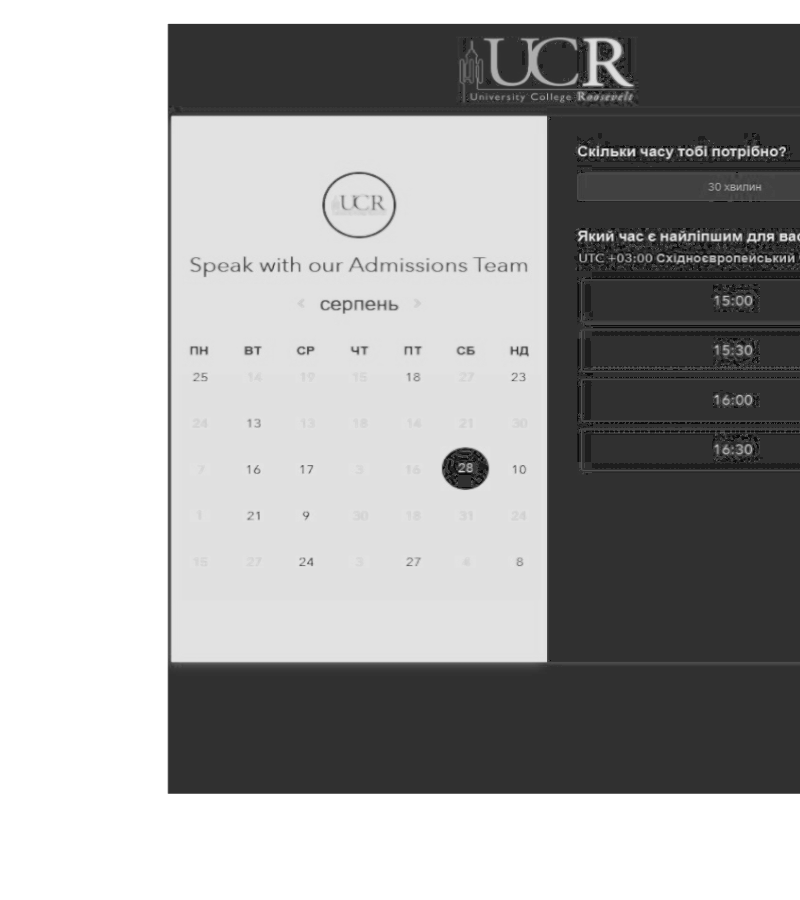 UCR
University College Roosevelt
UCR
Speak with our Admissions Team
‹ серпень ›
ПН ВТ СР ЧТ ПТ СБ НД
25 14 19 15 18 27 23
24 13 13 18 14 21 30
7 16 17 3 16 28 10
1 21 9 30 18 31 24
15 27 24 3 27 4 8
Скільки часу тобі потрібно?
30 хвилин
Який час є найліпшим для вас
UTC +03:00 Східноєвропейський
15:00
15:30
16:00
16:30